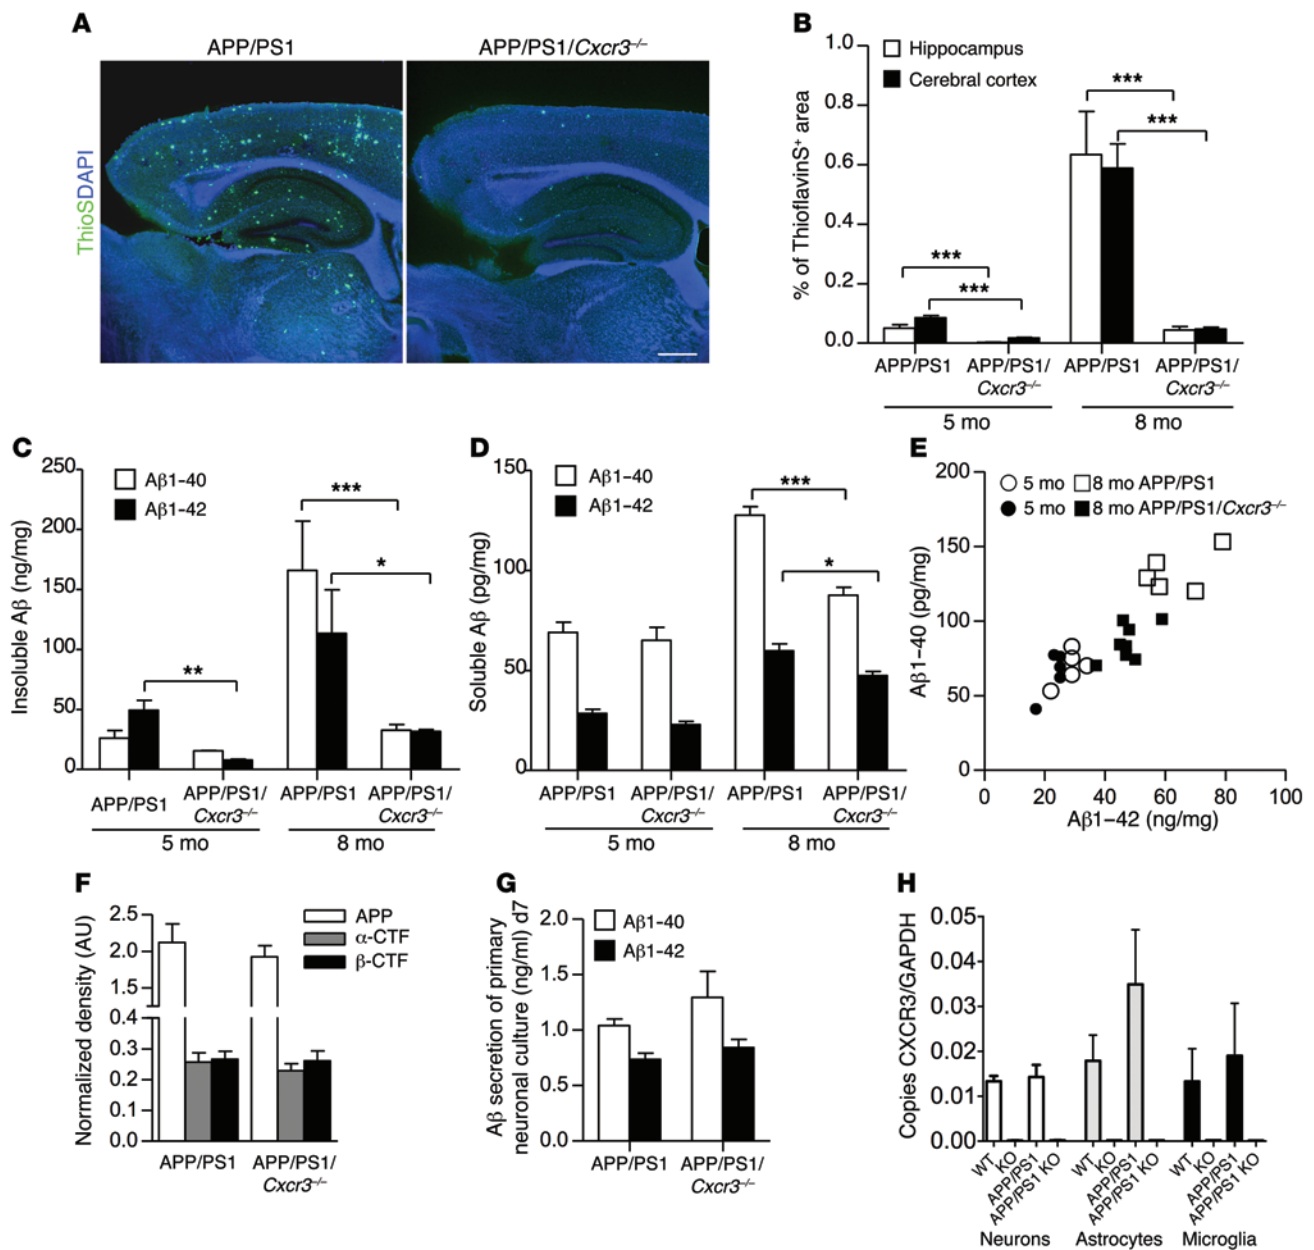 A
APP/PS1
APP/PS1/Cxcr3–/–
ThioSDAPI
B
Hippocampus
Cerebral cortex
% of ThioflavinS+ area
1.0
0.8
0.6
0.4
0.2
0.0
***
***
***
***
APP/PS1
APP/PS1/
Cxcr3–/–
APP/PS1
APP/PS1/
Cxcr3–/–
5 mo
8 mo
C
Aβ1–40
Aβ1–42
Insoluble Aβ (ng/mg)
250
200
150
100
50
0
**
***
*
APP/PS1
APP/PS1/
Cxcr3–/–
APP/PS1
APP/PS1/
Cxcr3–/–
5 mo
8 mo
D
Aβ1–40
Aβ1–42
Soluble Aβ (pg/mg)
150
100
50
0
***
*
APP/PS1
APP/PS1/
Cxcr3–/–
APP/PS1
APP/PS1/
Cxcr3–/–
5 mo
8 mo
E
5 mo 8 mo APP/PS1
5 mo 8 mo APP/PS1/Cxcr3–/–
Aβ1–40 (pg/mg)
200
150
100
50
0
0 20 40 60 80 100
Aβ1–42 (ng/mg)
F
APP
α-CTF
β-CTF
Normalized density (AU)
2.5
2.0
1.5
0.4
0.3
0.2
0.1
0.0
APP/PS1
APP/PS1/
Cxcr3–/–
G
Aβ1–40
Aβ1–42
Aβ secretion of primary
neuronal culture (ng/ml) d7
2.0
1.5
1.0
0.5
0.0
APP/PS1
APP/PS1/
Cxcr3–/–
H
Copies CXCR3/GAPDH
0.05
0.04
0.03
0.02
0.01
0.00
WT
KO
APP/PS1
APP/PS1 KO
WT
KO
APP/PS1
APP/PS1 KO
WT
KO
APP/PS1
APP/PS1 KO
Neurons
Astrocytes
Microglia